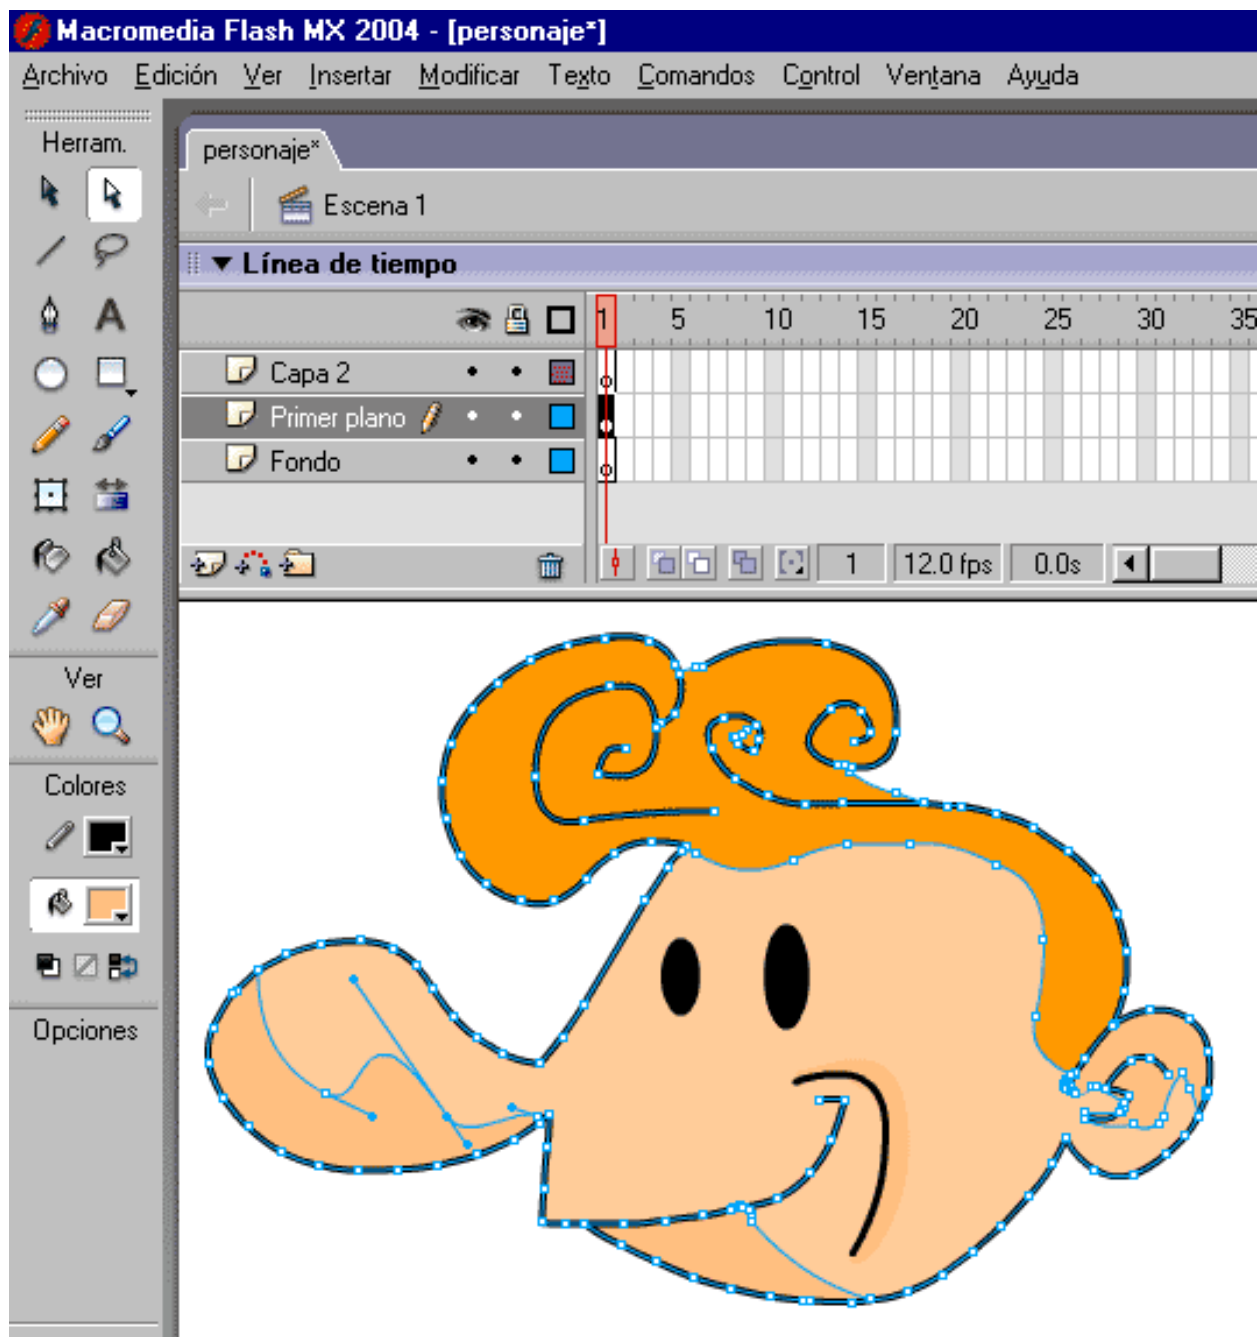 Macromedia Flash MX 2004 - [personaje*]
Archivo Edición Ver Insertar Modificar Texto Comandos Control Ventana Ayuda
Herram.
personaje*
Escena 1
Línea de tiempo
1 5 10 15 20 25 30 35
Capa 2
Primer plano
Fondo
1 12.0 fps 0.0s
Ver
Colores
Opciones